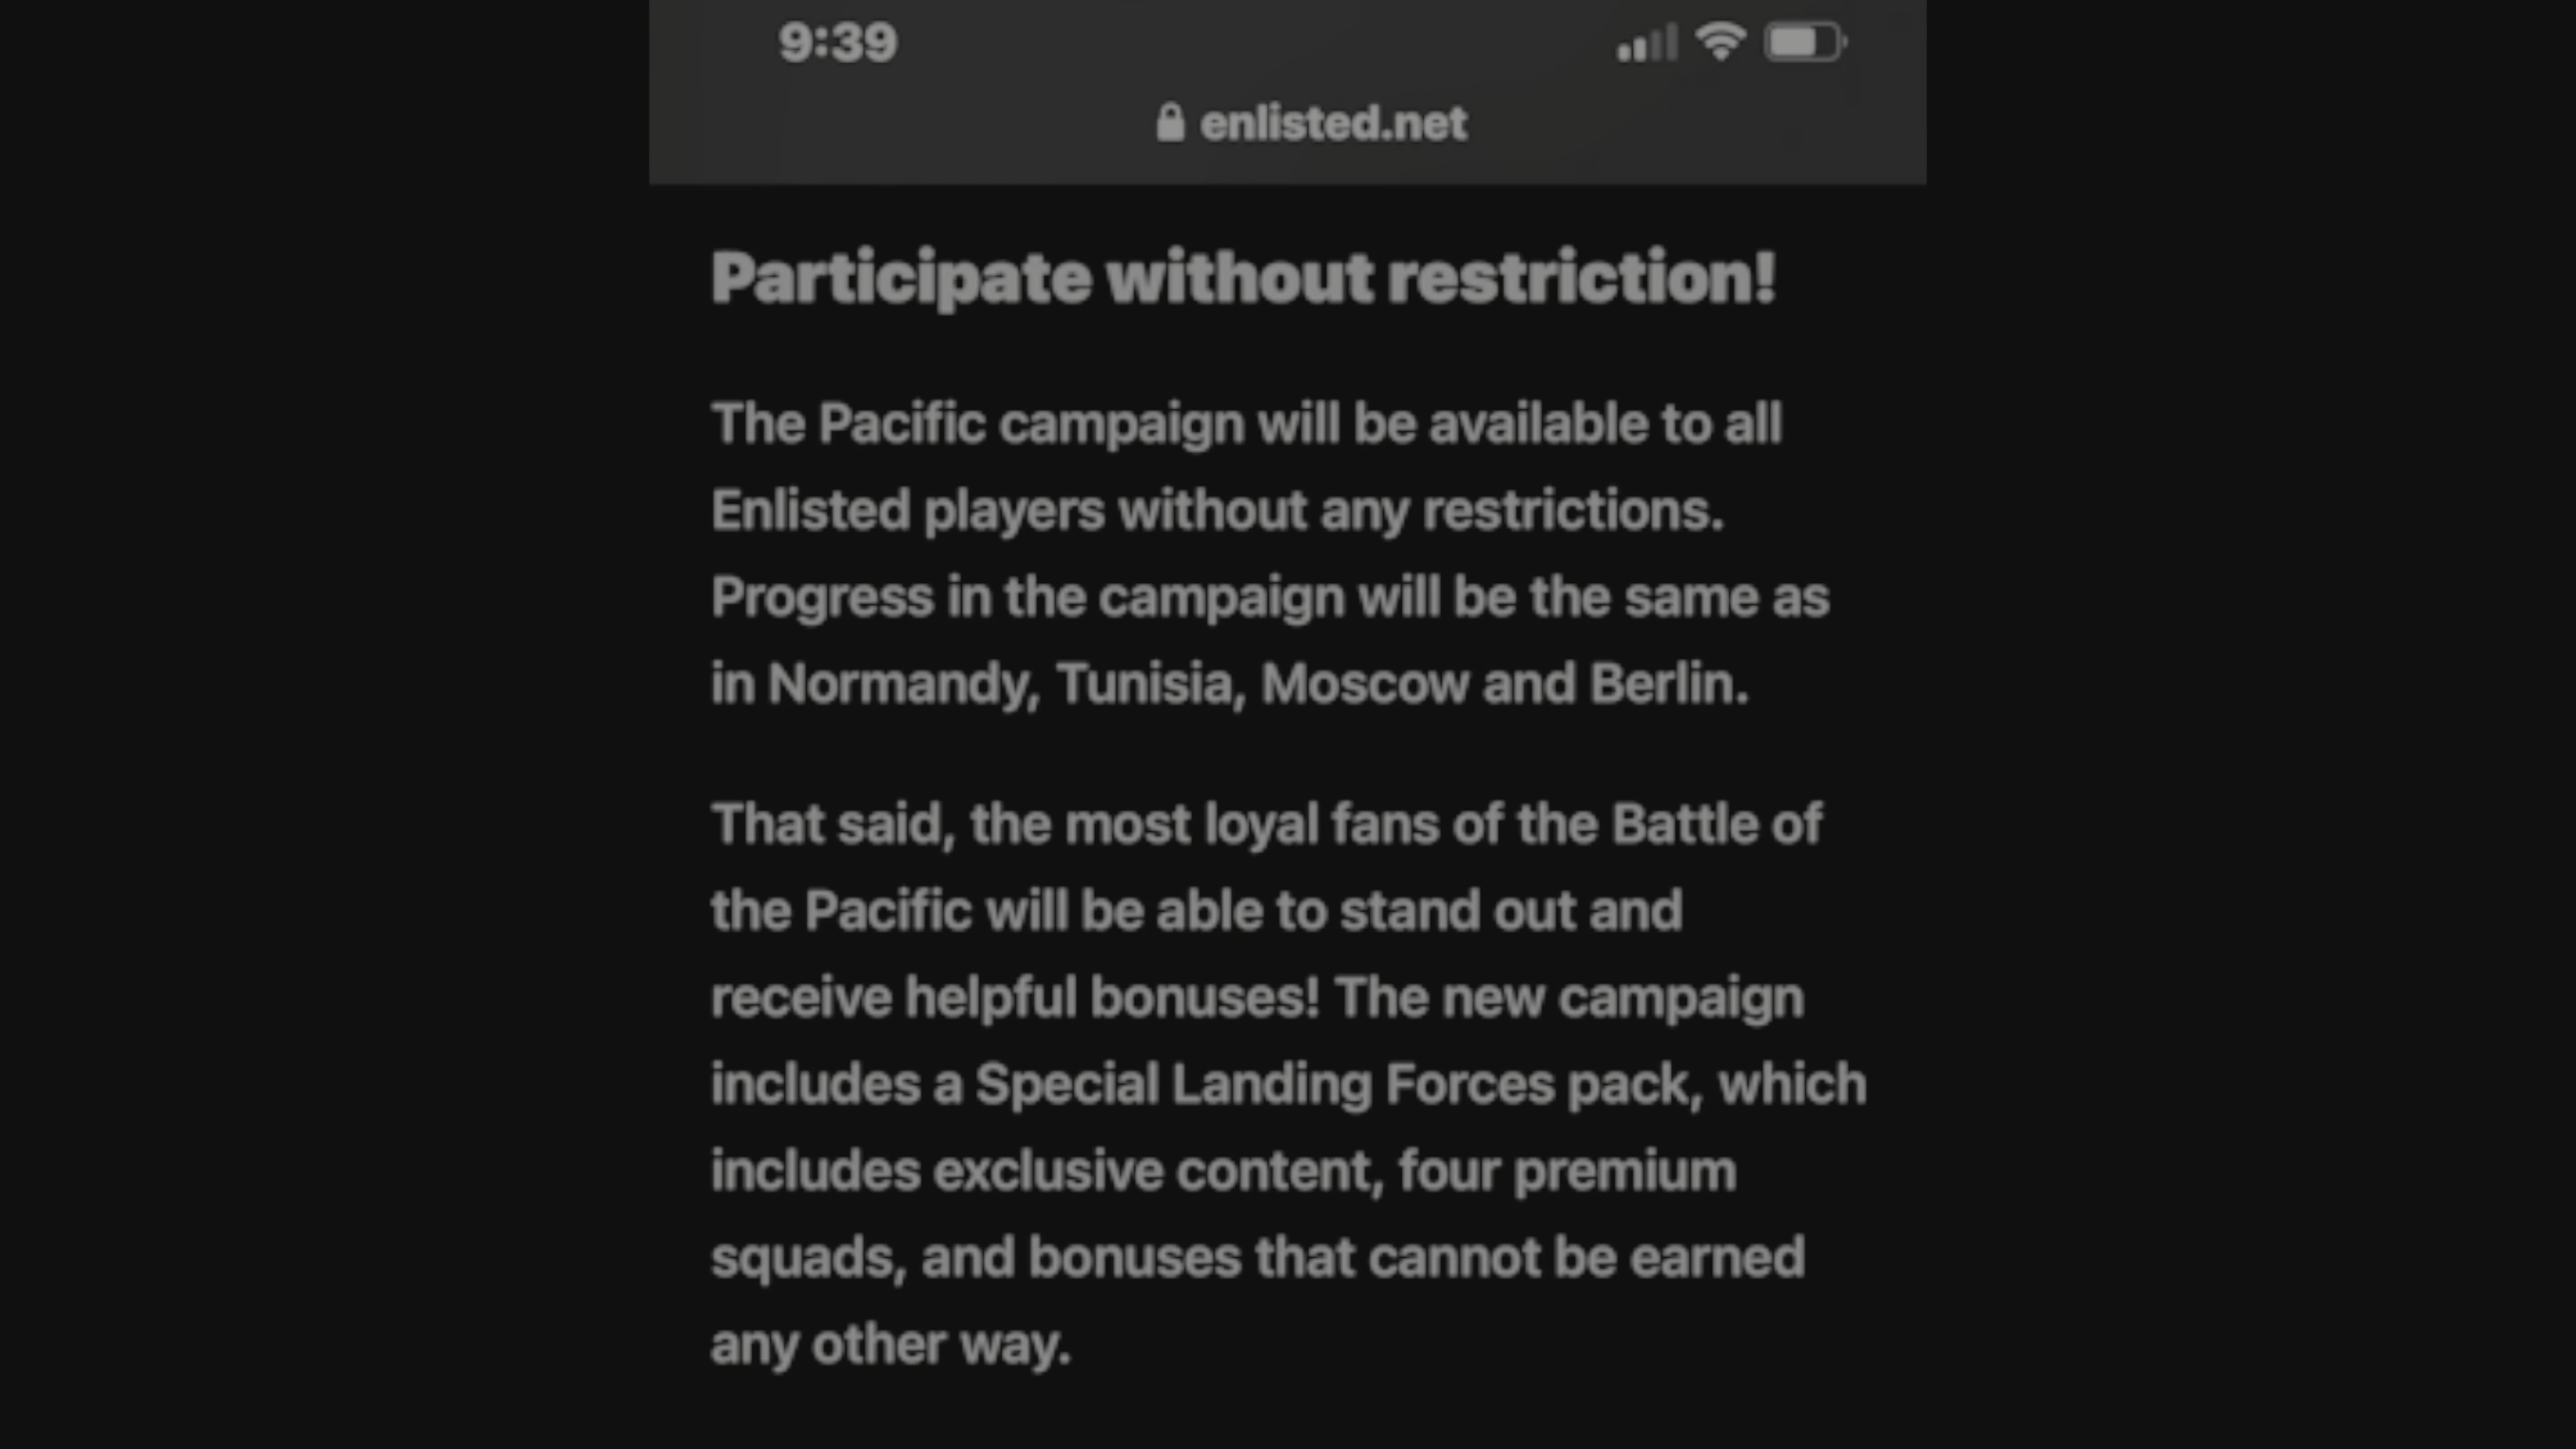 9:39
enlisted.net
Participate without restriction!
The Pacific campaign will be available to all
Enlisted players without any restrictions.
Progress in the campaign will be the same as
in Normandy, Tunisia, Moscow and Berlin.
That said, the most loyal fans of the Battle of
the Pacific will be able to stand out and
receive helpful bonuses! The new campaign
includes a Special Landing Forces pack, which
includes exclusive content, four premium
squads, and bonuses that cannot be earned
any other way.